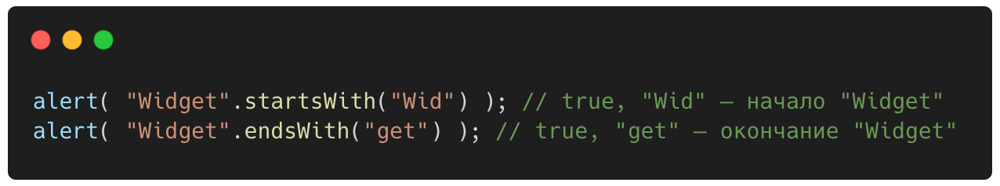 alert( "Widget".startsWith("Wid") ); // true, "Wid" — начало "Widget"
alert( "Widget".endsWith("get") ); // true, "get" — окончание "Widget"